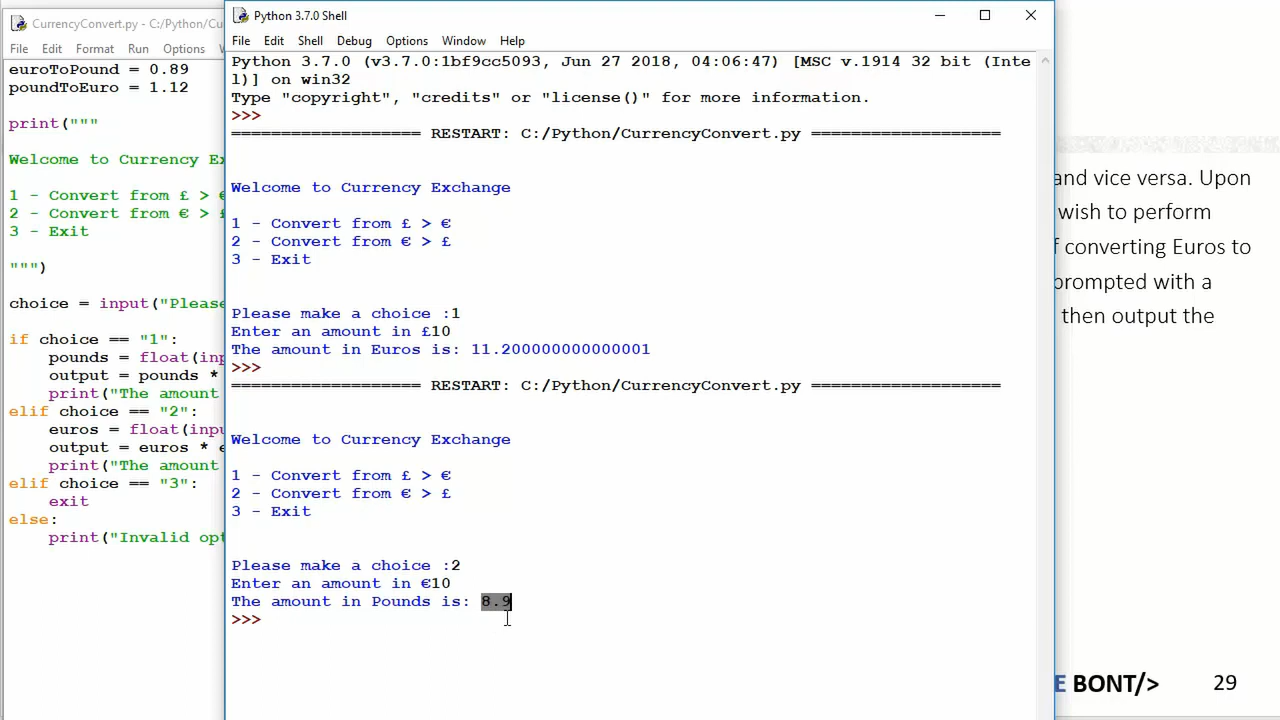 CurrencyConvert.py - C:/Python/Cu
File Edit Format Run Options
euroToPound = 0.89
poundToEuro = 1.12
print("""
Welcome to Currency Ex
1 - Convert from £ > €
2 - Convert from € > £
3 - Exit
""")
choice = input("Please
if choice == "1":
pounds = float(inp
output = pounds *
print("The amount
elif choice == "2":
euros = float(inpu
output = euros * e
print("The amount
elif choice == "3":
exit
else:
print("Invalid opt
Python 3.7.0 Shell
File Edit Shell Debug Options Window Help
Python 3.7.0 (v3.7.0:1bf9cc5093, Jun 27 2018, 04:06:47) [MSC v.1914 32 bit (Inte
l)] on win32
Type "copyright", "credits" or "license()" for more information.
>>>
=================== RESTART: C:/Python/CurrencyConvert.py ===================
Welcome to Currency Exchange
1 - Convert from £ > €
2 - Convert from € > £
3 - Exit
Please make a choice :1
Enter an amount in £10
The amount in Euros is: 11.200000000000001
>>>
=================== RESTART: C:/Python/CurrencyConvert.py ===================
Welcome to Currency Exchange
1 - Convert from £ > €
2 - Convert from € > £
3 - Exit
Please make a choice :2
Enter an amount in €10
The amount in Pounds is: 8.9
>>>
and vice versa. Upon
wish to perform
f converting Euros to
prompted with a
then output the
E BONT/>
29